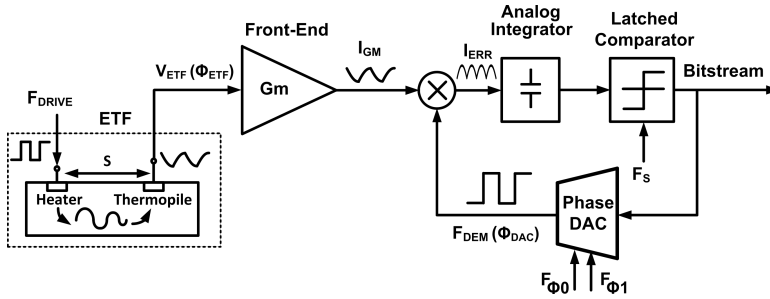 Front-End
Analog
Integrator
Latched
Comparator
V_ETF (Φ_ETF)
I_GM
I_ERR
Bitstream
Gm
F_DRIVE
ETF
S
F_S
Heater
Thermopile
F_DEM (Φ_DAC)
Phase
DAC
F_Φ0
F_Φ1